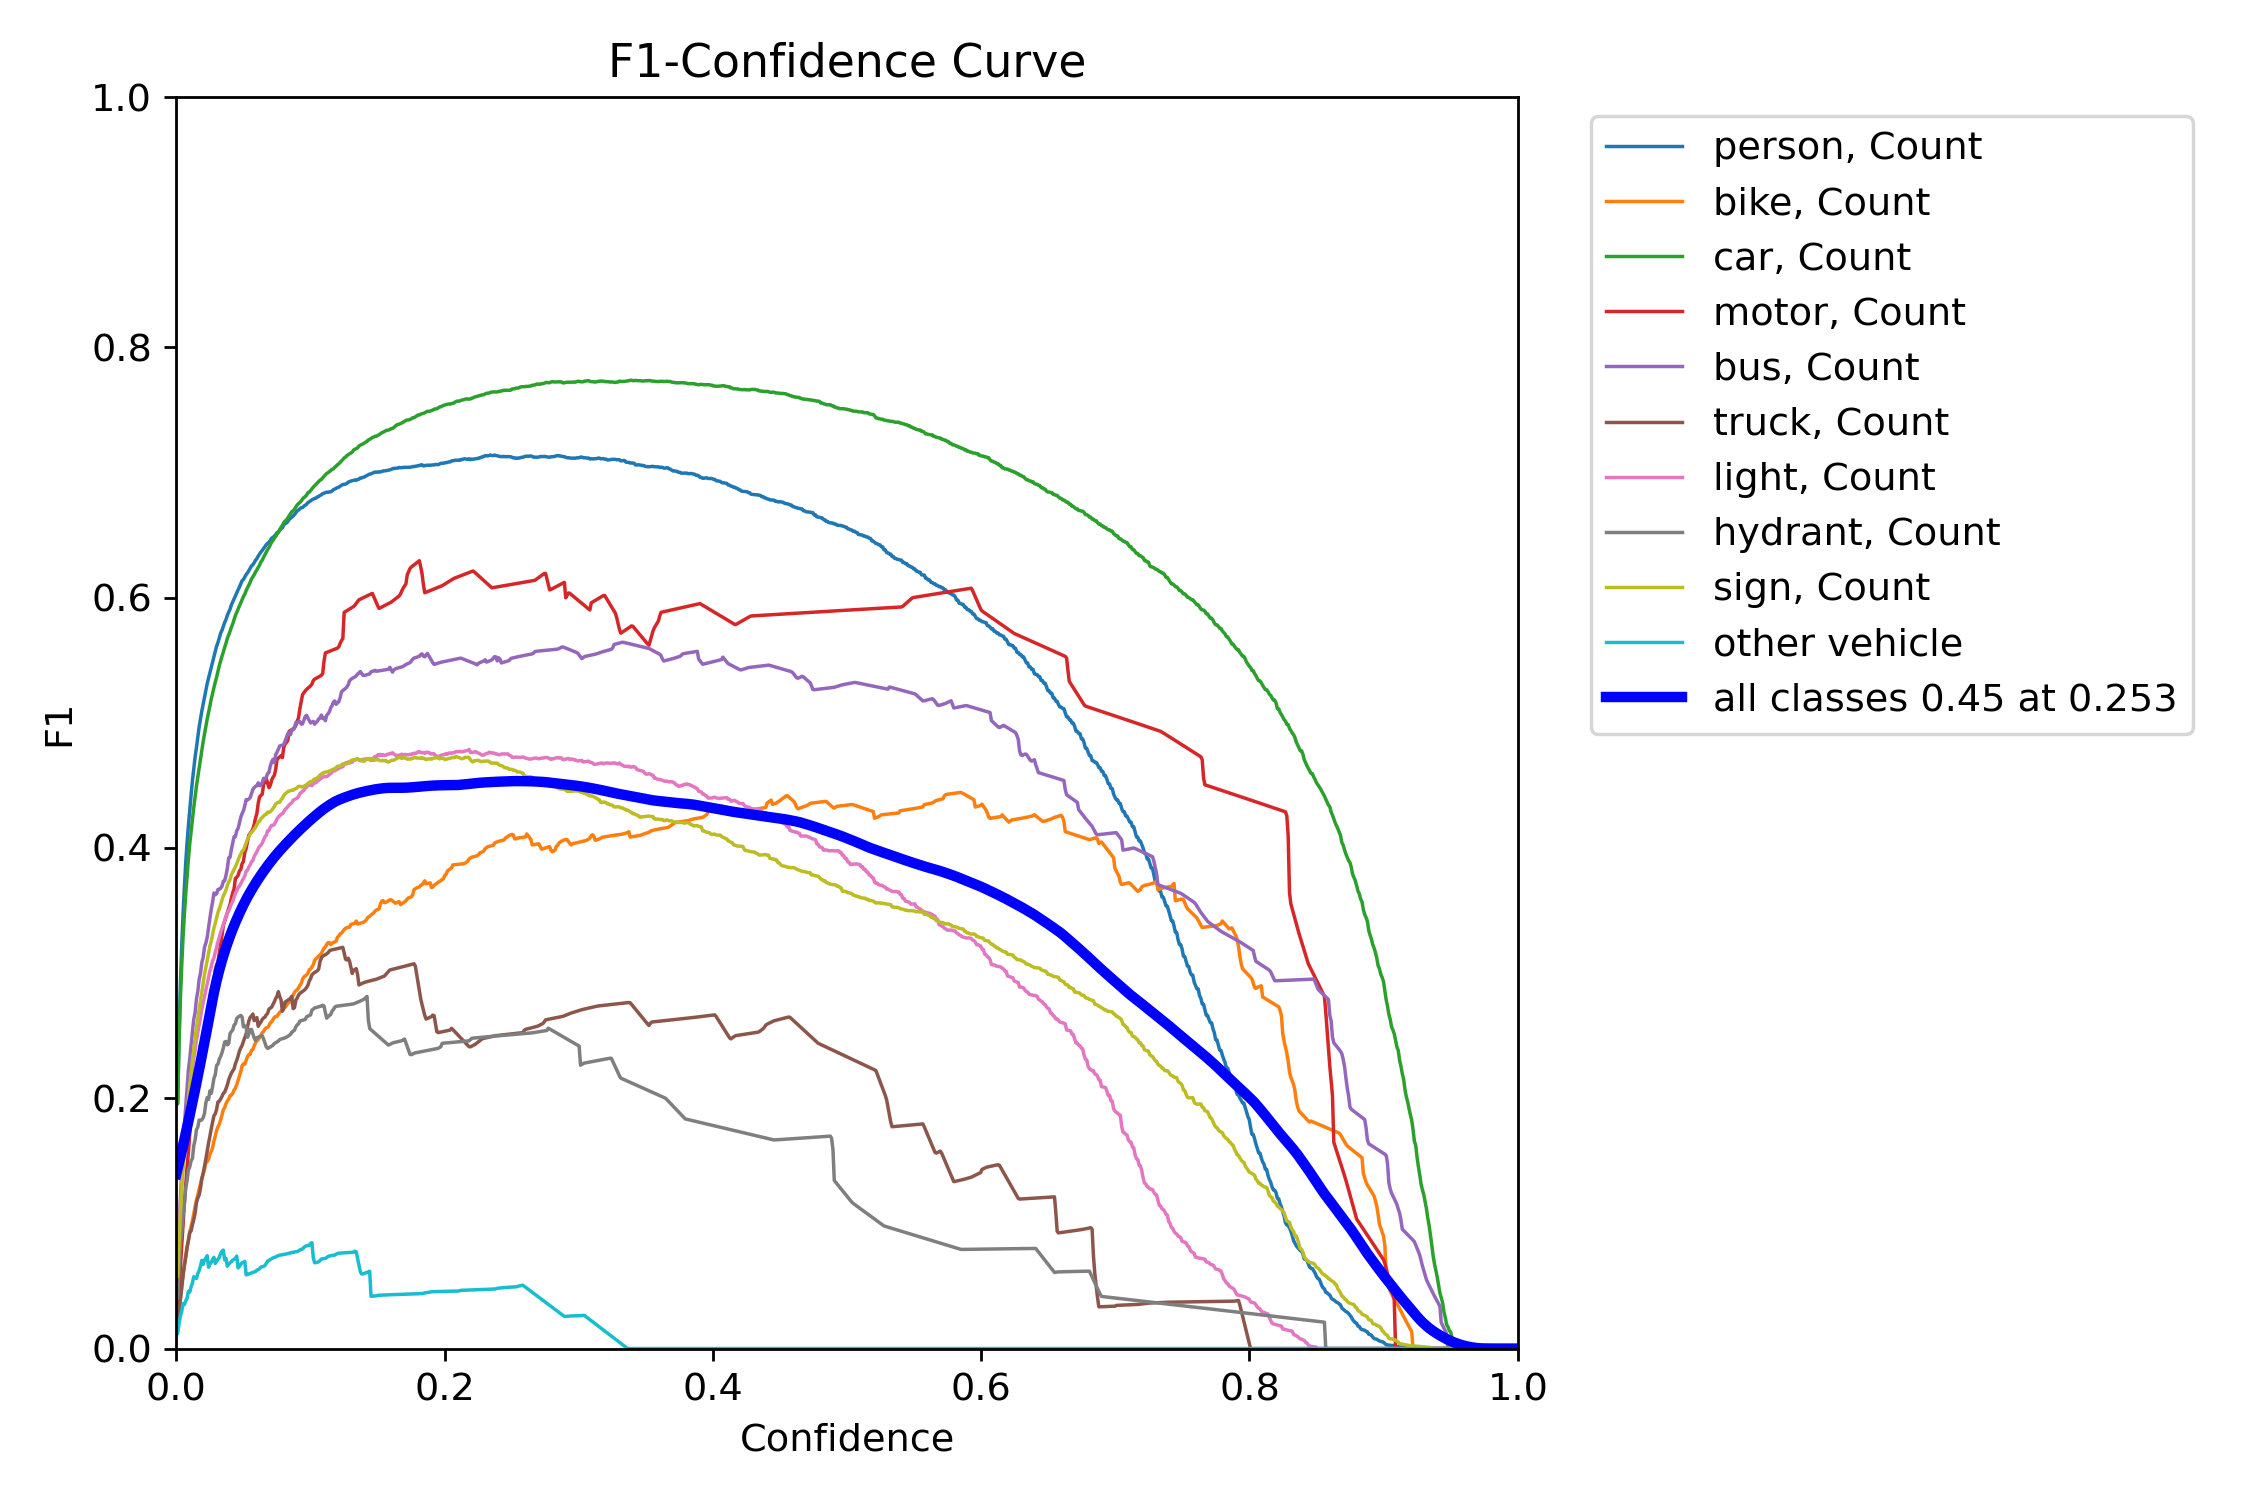 F1-Confidence Curve
1.0
0.8
0.6
0.4
0.2
0.0
F1
0.0 0.2 0.4 0.6 0.8 1.0
Confidence
person, Count
bike, Count
car, Count
motor, Count
bus, Count
truck, Count
light, Count
hydrant, Count
sign, Count
other vehicle
all classes 0.45 at 0.253